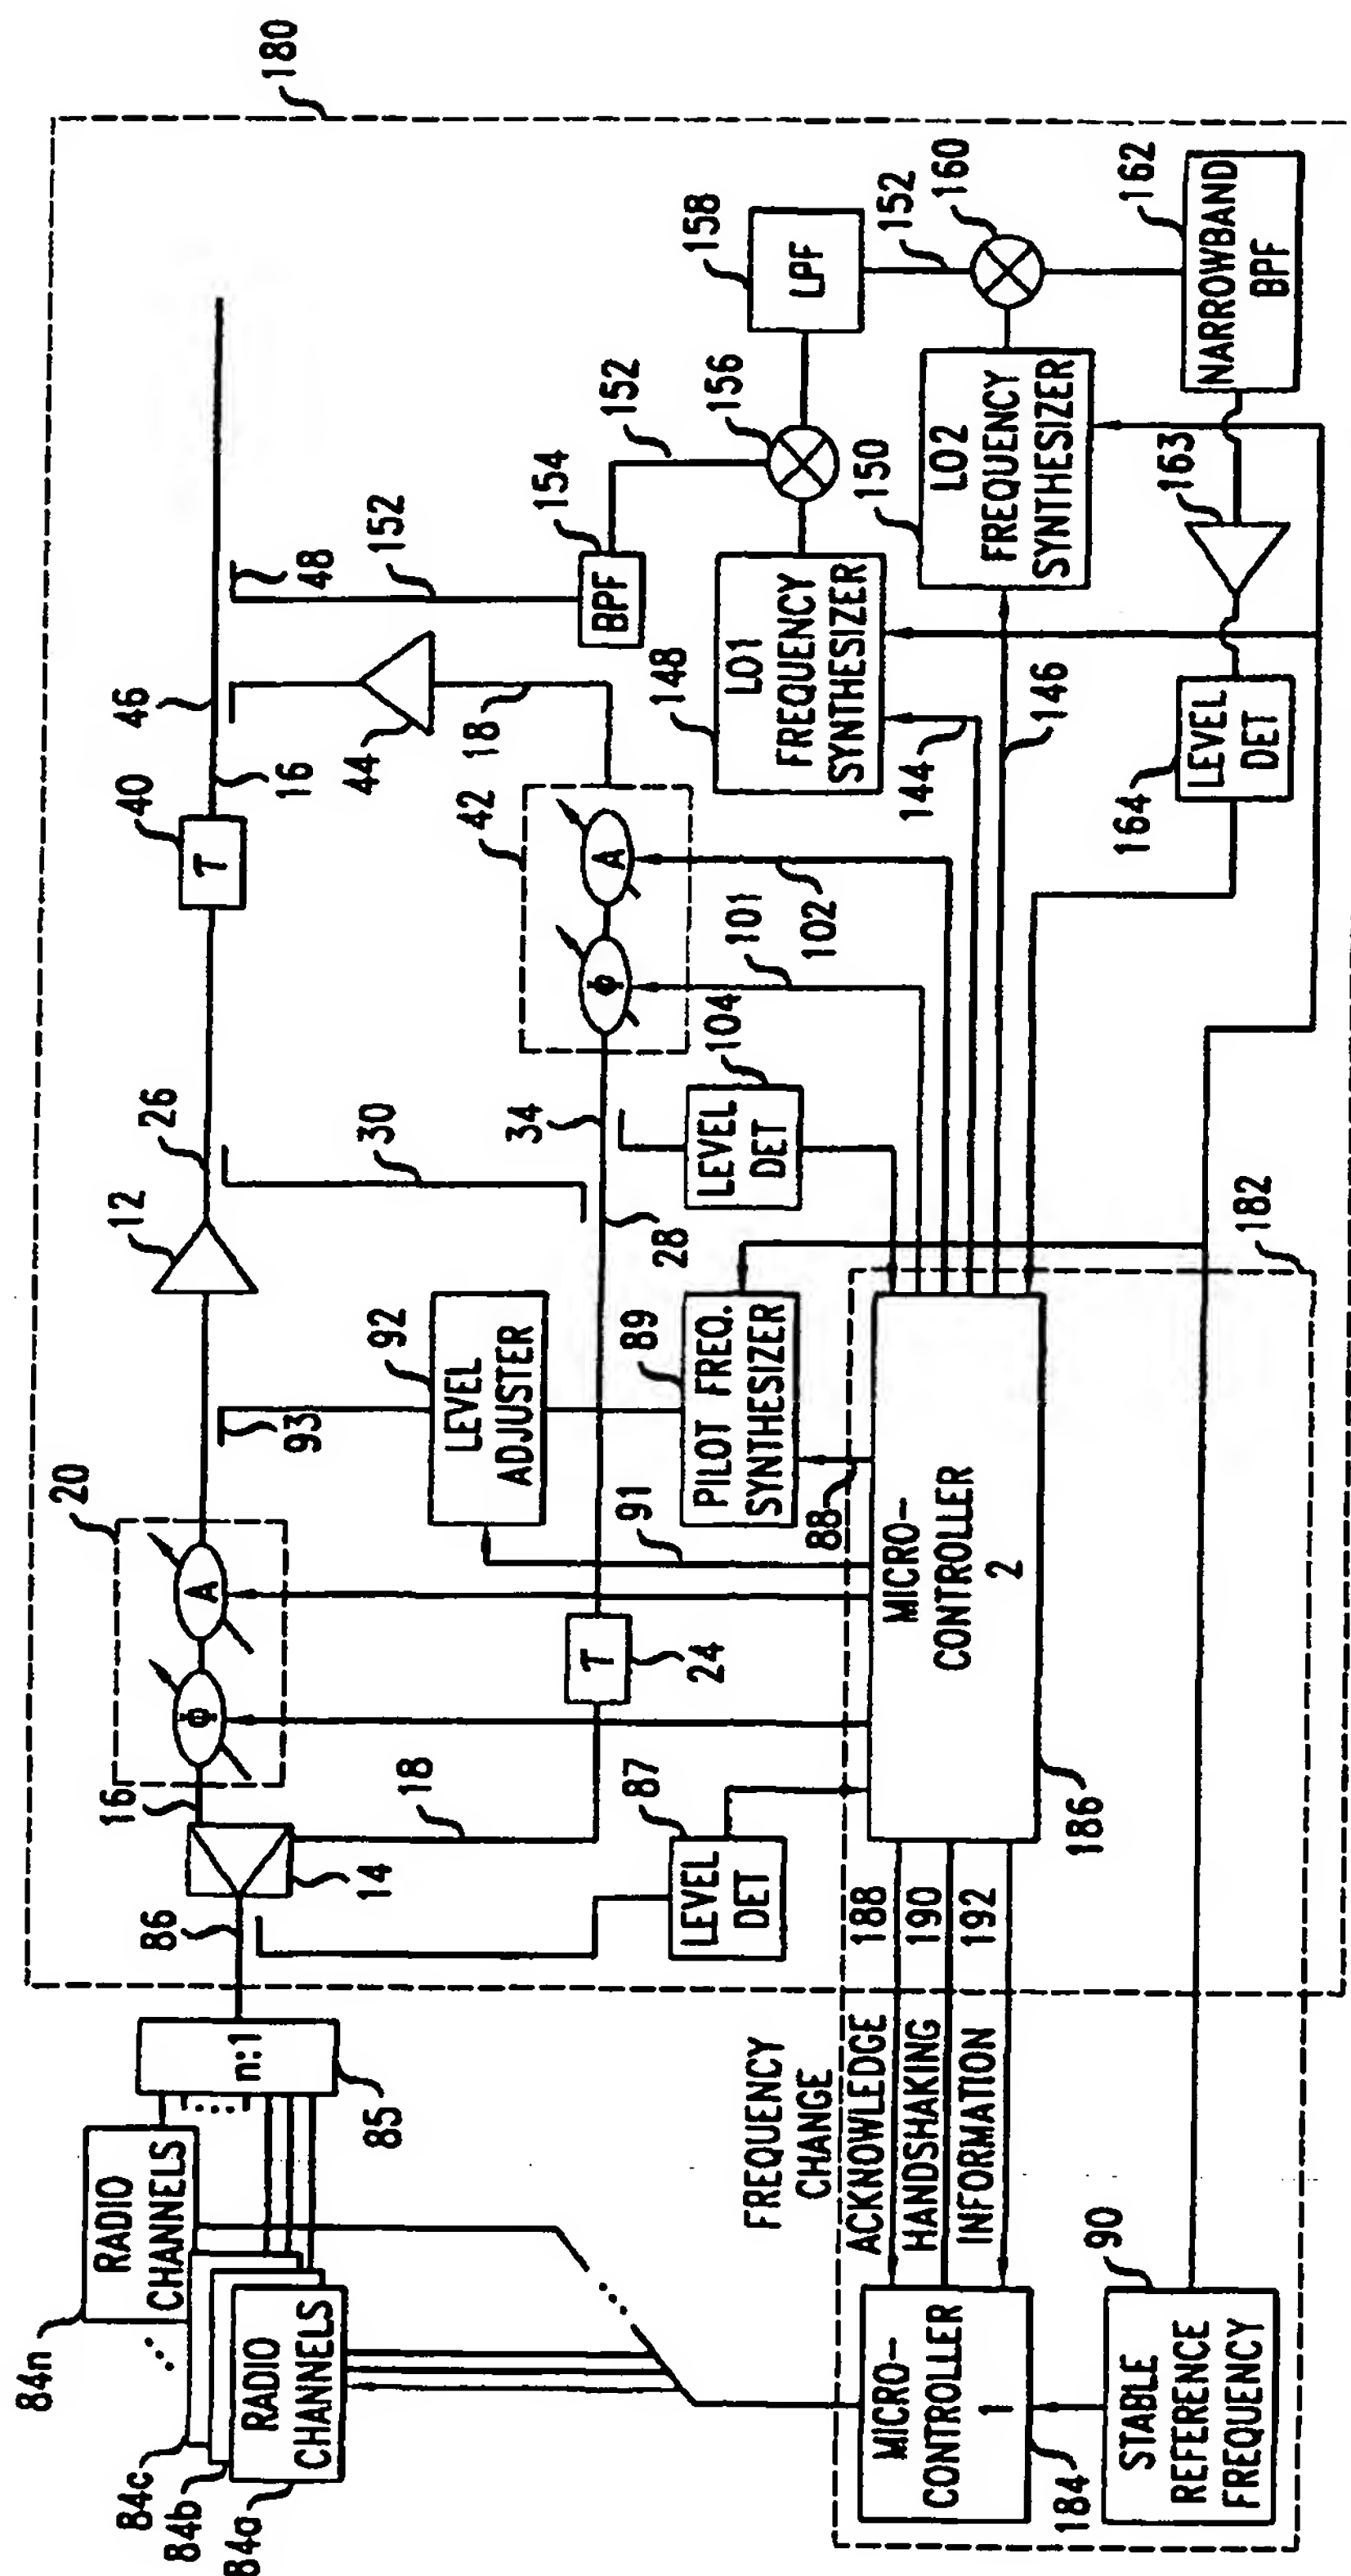 180
20
16
14
86
93
12
26
30
40
T
16
46
48
152
44
18
42
Φ
A
Φ
A
n:1
85
84n
RADIO
CHANNELS
84c
84b
84a
RADIO
CHANNELS
18
T
24
LEVEL
ADJUSTER
92
91
28
34
101
102
104
LEVEL
DET
87
LEVEL
DET
PILOT FREQ.
SYNTHESIZER
89
88
BPF
154
152
156
LPF
158
152
160
LO1
FREQUENCY
SYNTHESIZER
148
144
146
LO2
FREQUENCY
SYNTHESIZER
150
NARROWBAND
BPF
162
163
LEVEL
DET
164
182
MICRO-
CONTROLLER
2
186
FREQUENCY
CHANGE
ACKNOWLEDGE 188
HANDSHAKING 190
INFORMATION 192
MICRO-
CONTROLLER
1
184
STABLE
REFERENCE
FREQUENCY
90